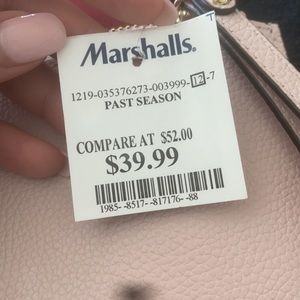 T
Marshalls.
1219-035376273-003999-12-7
PAST SEASON
COMPARE AT $52.00
$39.99
1985- -8517- -817176- -88